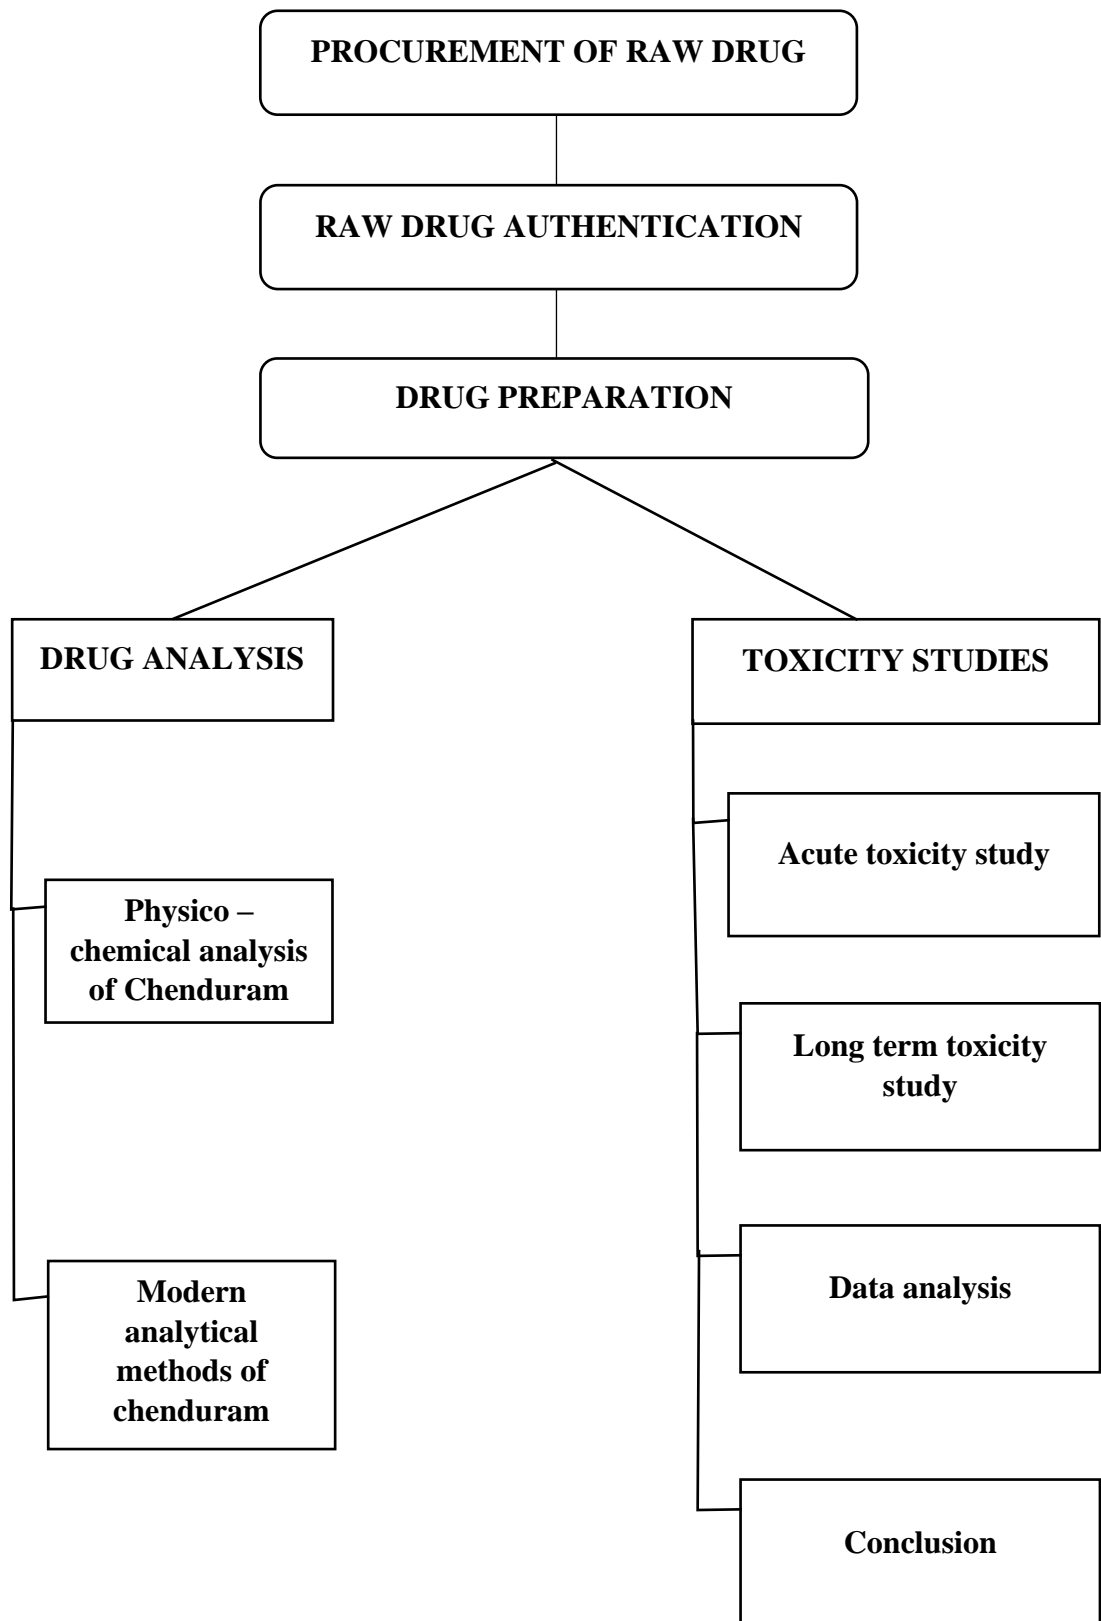 PROCUREMENT OF RAW DRUG
RAW DRUG AUTHENTICATION
DRUG PREPARATION
DRUG ANALYSIS
Physico –
chemical analysis
of Chenduram
Modern
analytical
methods of
chenduram
TOXICITY STUDIES
Acute toxicity study
Long term toxicity
study
Data analysis
Conclusion